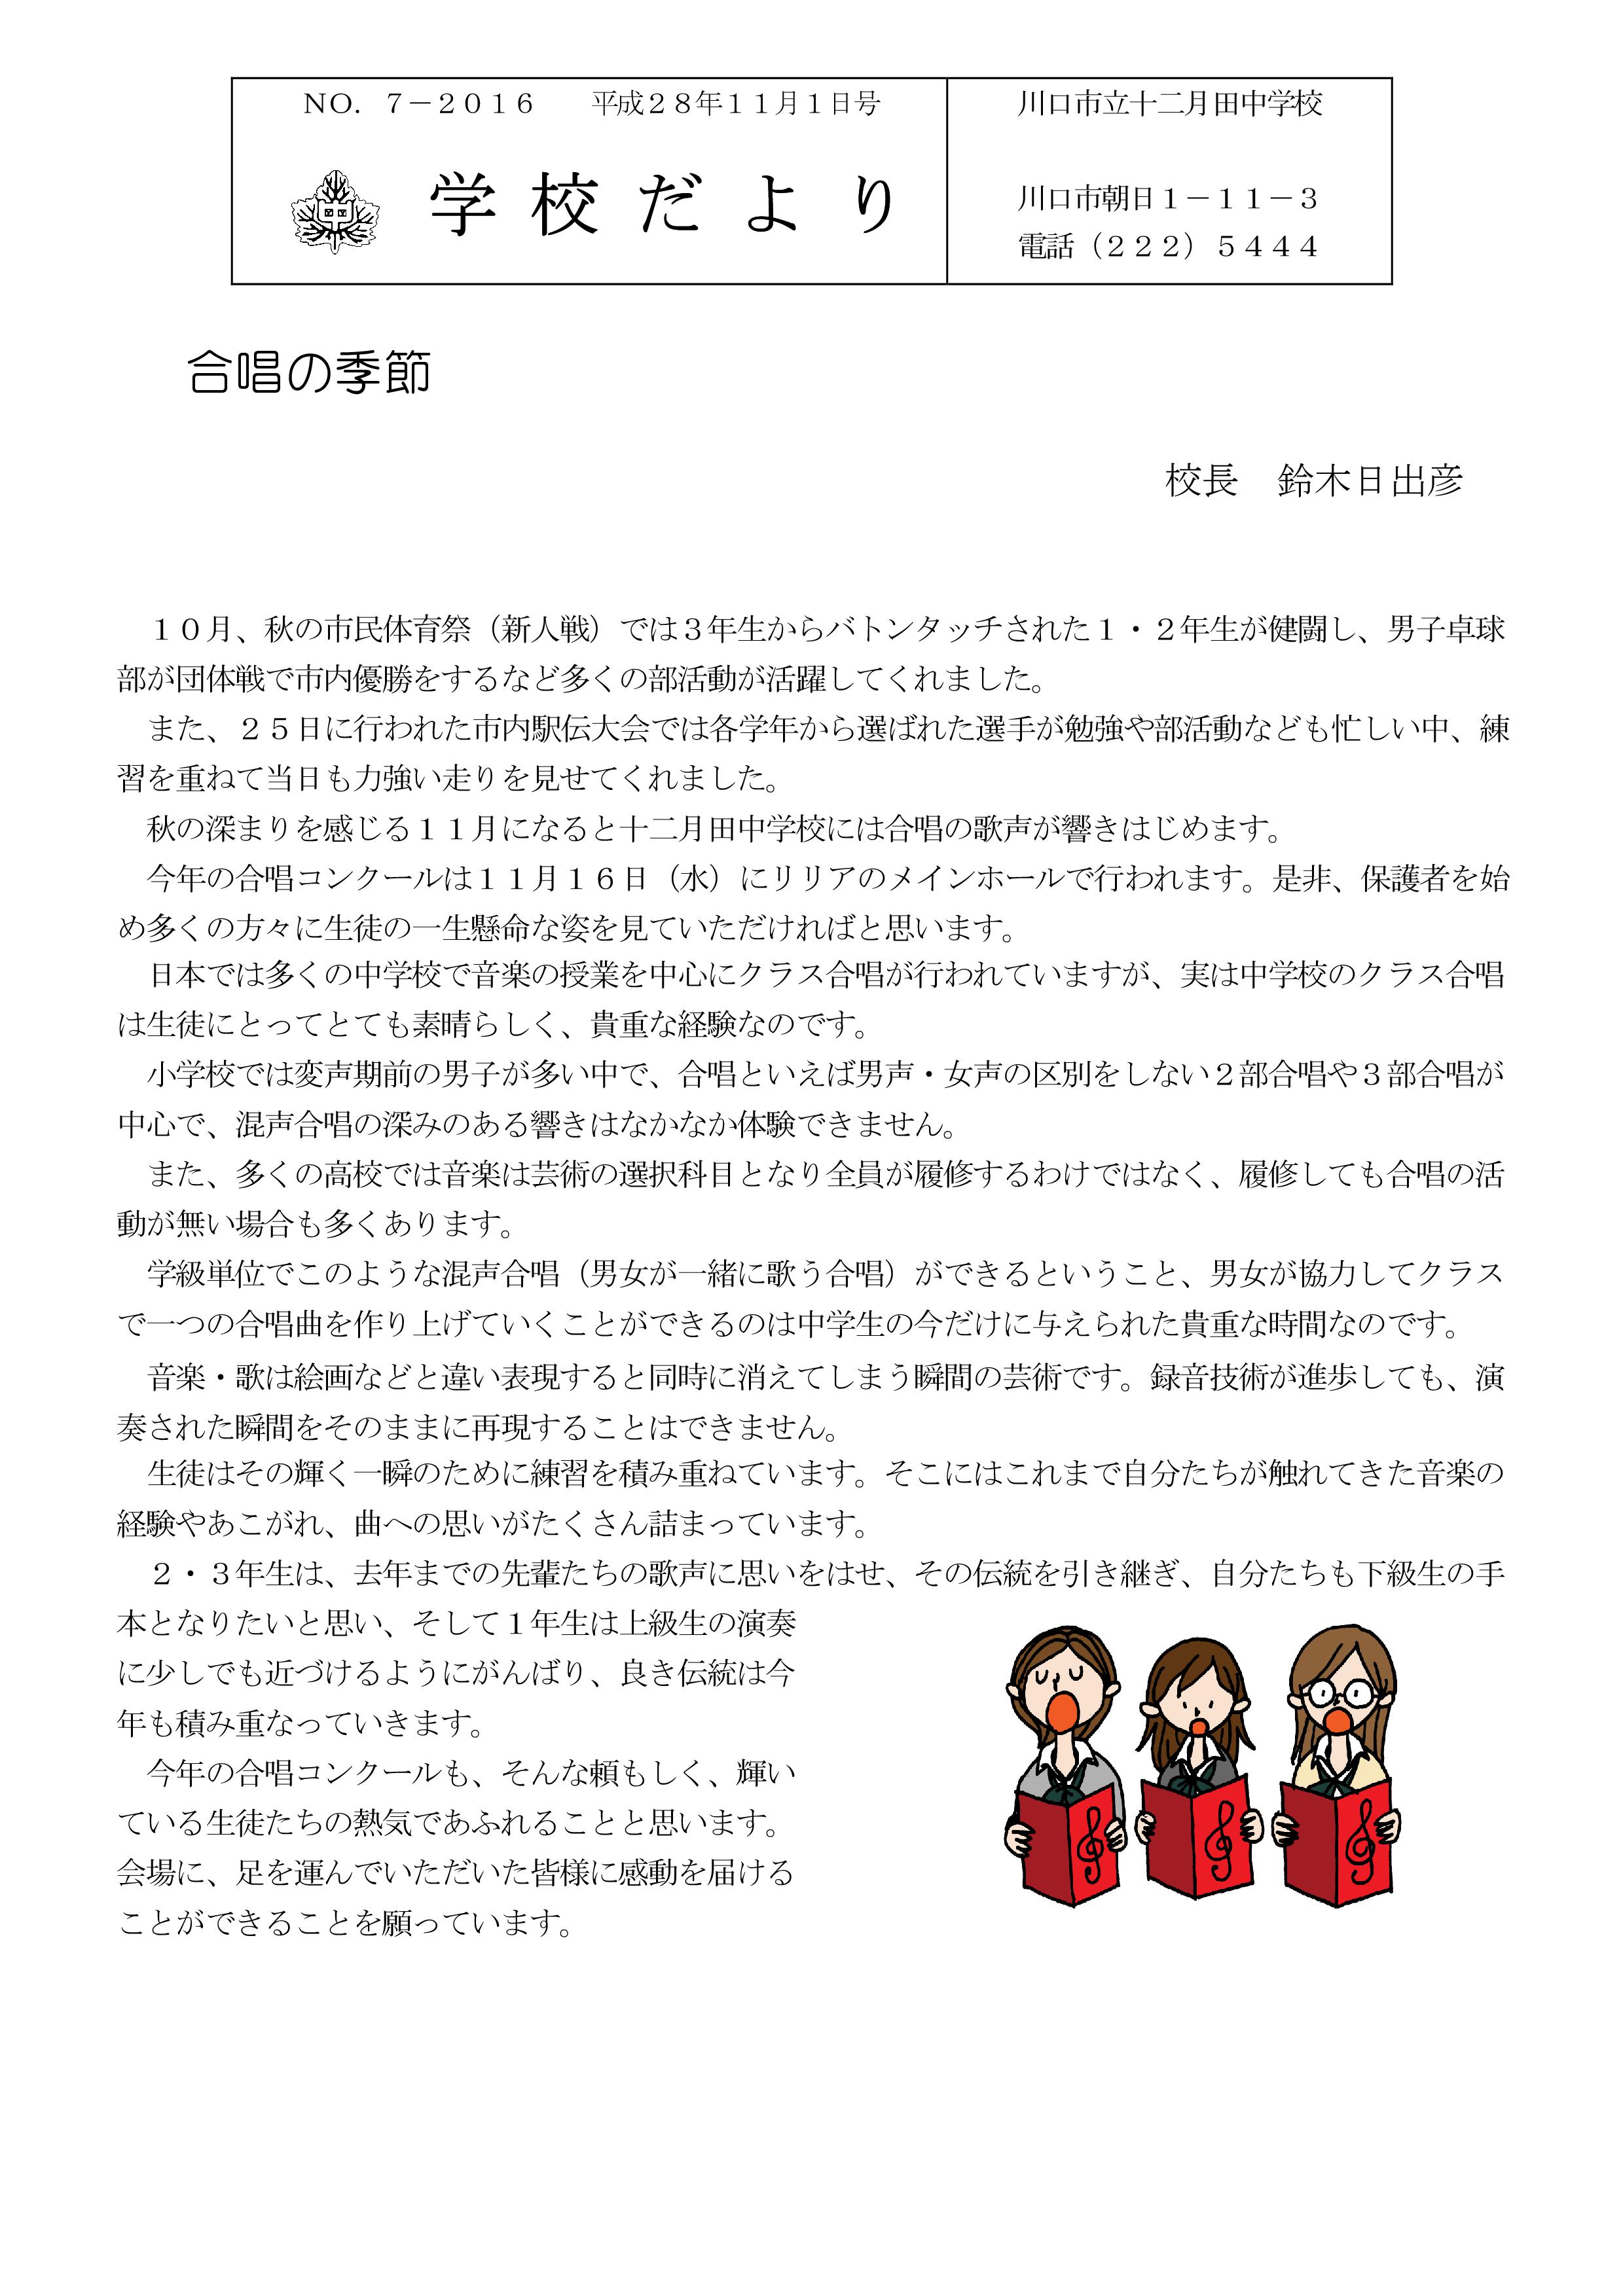 ＮＯ．７－２０１６　　平成２８年１１月１日号
学校だより
川口市立十二月田中学校
川口市朝日１－１１－３
電話（２２２）５４４４
合唱の季節
校長　鈴木日出彦
　１０月、秋の市民体育祭（新人戦）では３年生からバトンタッチされた１・２年生が健闘し、男子卓球
部が団体戦で市内優勝をするなど多くの部活動が活躍してくれました。
　また、２５日に行われた市内駅伝大会では各学年から選ばれた選手が勉強や部活動なども忙しい中、練
習を重ねて当日も力強い走りを見せてくれました。
　秋の深まりを感じる１１月になると十二月田中学校には合唱の歌声が響きはじめます。
　今年の合唱コンクールは１１月１６日（水）にリリアのメインホールで行われます。是非、保護者を始
め多くの方々に生徒の一生懸命な姿を見ていただければと思います。
　日本では多くの中学校で音楽の授業を中心にクラス合唱が行われていますが、実は中学校のクラス合唱
は生徒にとってとても素晴らしく、貴重な経験なのです。
　小学校では変声期前の男子が多い中で、合唱といえば男声・女声の区別をしない２部合唱や３部合唱が
中心で、混声合唱の深みのある響きはなかなか体験できません。
　また、多くの高校では音楽は芸術の選択科目となり全員が履修するわけではなく、履修しても合唱の活
動が無い場合も多くあります。
　学級単位でこのような混声合唱（男女が一緒に歌う合唱）ができるということ、男女が協力してクラス
で一つの合唱曲を作り上げていくことができるのは中学生の今だけに与えられた貴重な時間なのです。
　音楽・歌は絵画などと違い表現すると同時に消えてしまう瞬間の芸術です。録音技術が進歩しても、演
奏された瞬間をそのままに再現することはできません。
　生徒はその輝く一瞬のために練習を積み重ねています。そこにはこれまで自分たちが触れてきた音楽の
経験やあこがれ、曲への思いがたくさん詰まっています。
　２・３年生は、去年までの先輩たちの歌声に思いをはせ、その伝統を引き継ぎ、自分たちも下級生の手
本となりたいと思い、そして１年生は上級生の演奏
に少しでも近づけるようにがんばり、良き伝統は今
年も積み重なっていきます。
　今年の合唱コンクールも、そんな頼もしく、輝い
ている生徒たちの熱気であふれることと思います。
会場に、足を運んでいただいた皆様に感動を届ける
ことができることを願っています。